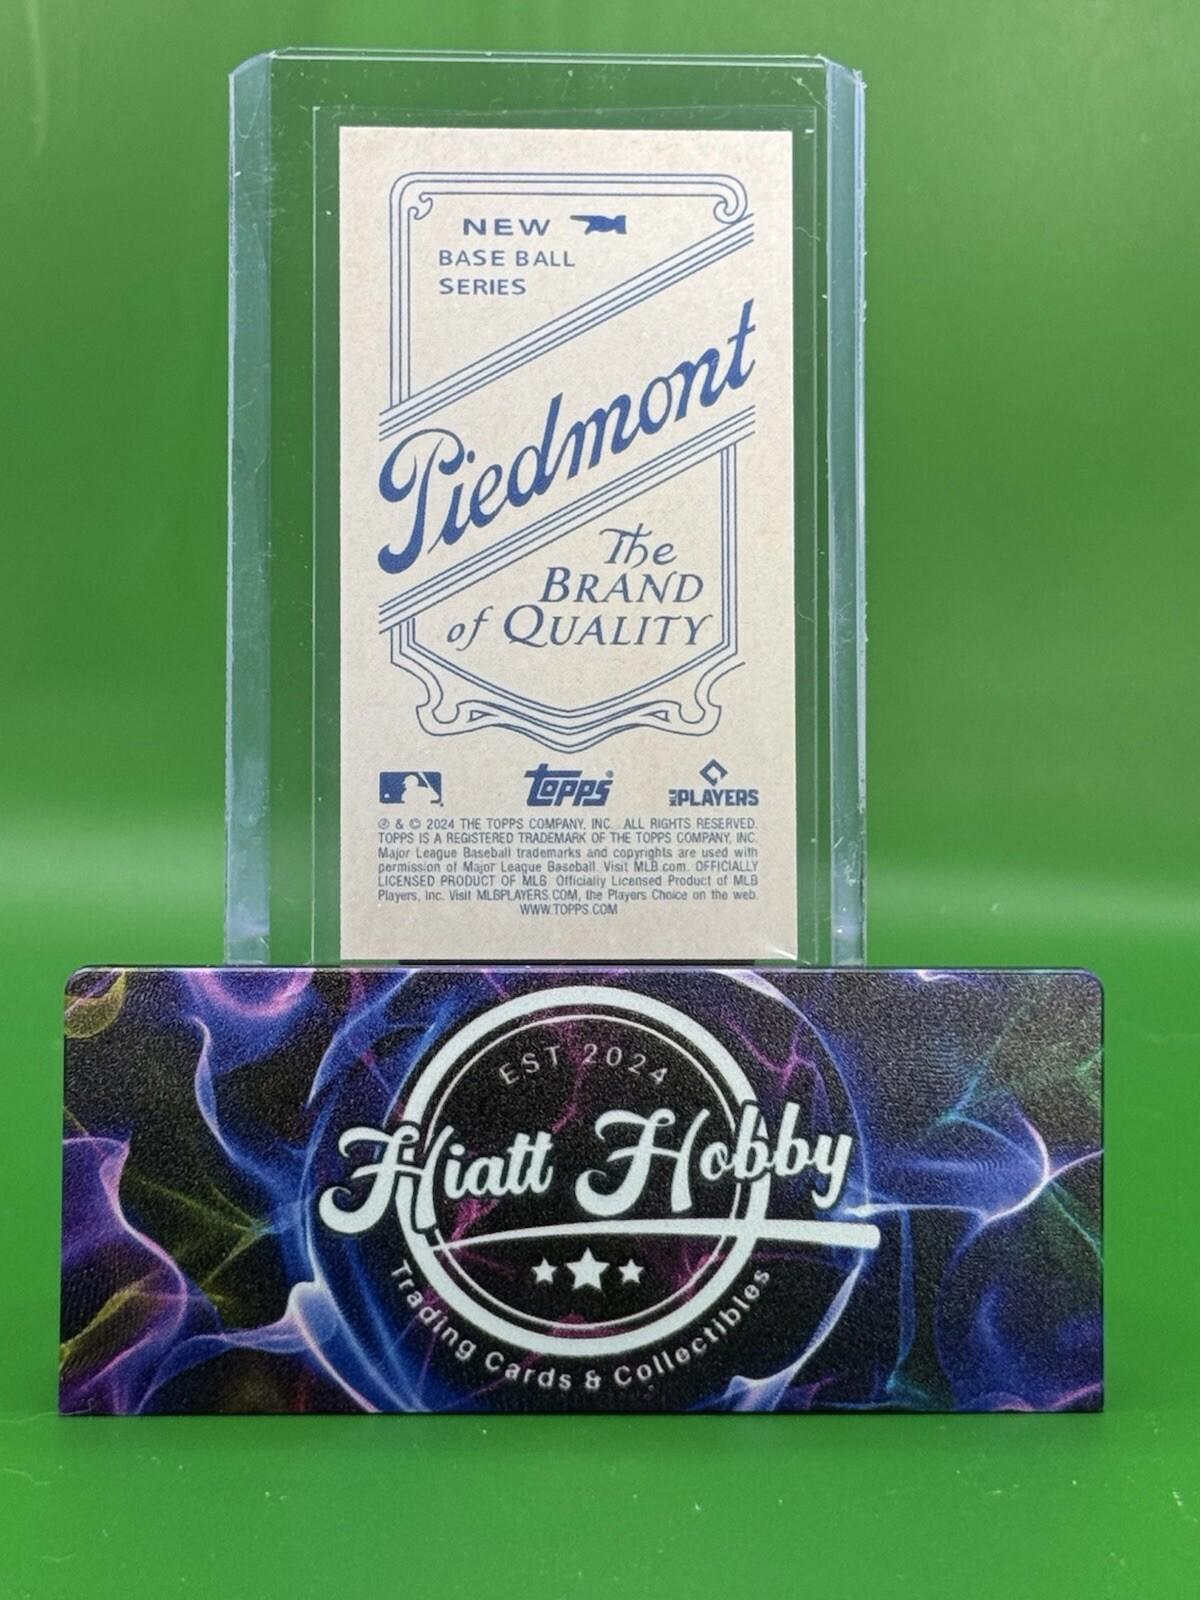 NEW
BASE BALL
SERIES
Piedmont
The
BRAND
of QUALITY
Topps®
MLB PLAYERS
Ⓟ & © 2024 THE TOPPS COMPANY, INC. ALL RIGHTS RESERVED.
TOPPS IS A REGISTERED TRADEMARK OF THE TOPPS COMPANY, INC.
Major League Baseball trademarks and copyrights are used with
permission of Major League Baseball. Visit MLB.com. OFFICIALLY
LICENSED PRODUCT OF MLB. Officially Licensed Product of MLB
Players, Inc. Visit MLBPLAYERS.COM, the Players Choice on the web.
WWW.TOPPS.COM
EST 2024
Hiatt Hobby
Trading Cards & Collectibles